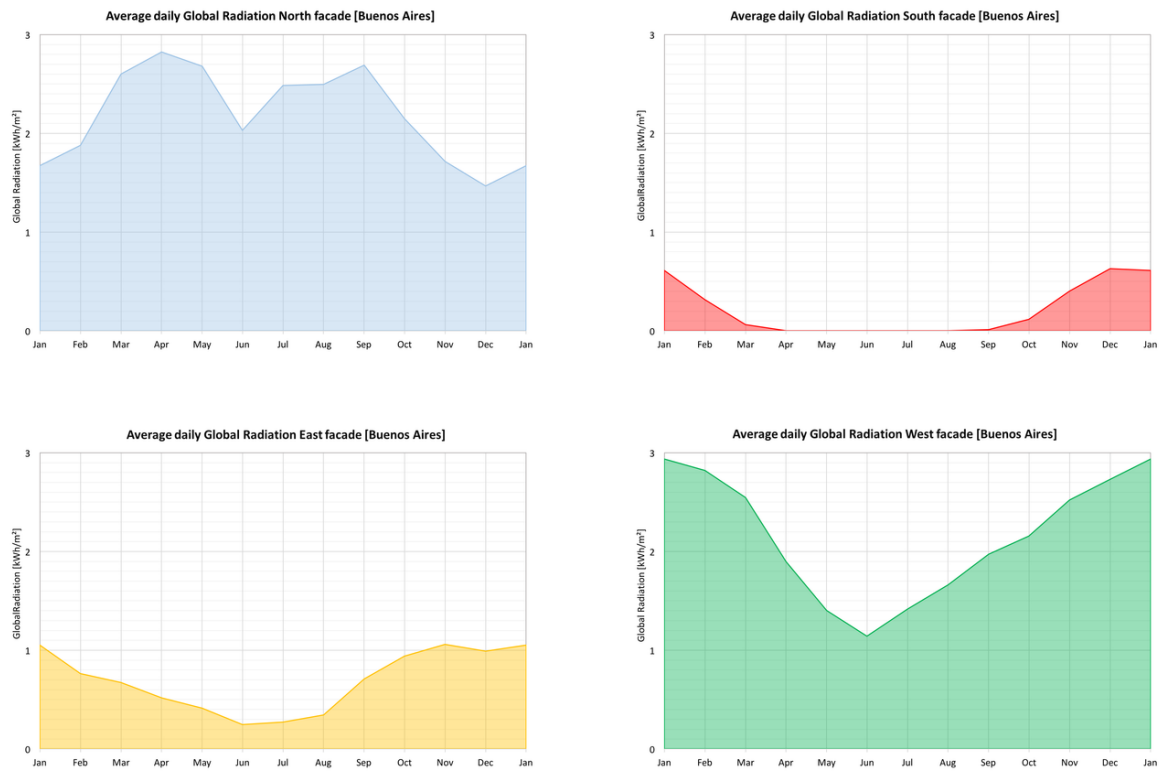 Average daily Global Radiation North facade [Buenos Aires]
3
2
1
0
Global Radiation [kWh/m²]
Jan Feb Mar Apr May Jun Jul Aug Sep Oct Nov Dec Jan
Average daily Global Radiation South facade [Buenos Aires]
3
2
1
0
GlobalRadiation [kWh/m²]
Jan Feb Mar Apr May Jun Jul Aug Sep Oct Nov Dec Jan
Average daily Global Radiation East facade [Buenos Aires]
3
2
1
0
GlobalRadiation [kWh/m²]
Jan Feb Mar Apr May Jun Jul Aug Sep Oct Nov Dec Jan
Average daily Global Radiation West facade [Buenos Aires]
3
2
1
0
Global Radiation [kWh/m²]
Jan Feb Mar Apr May Jun Jul Aug Sep Oct Nov Dec Jan